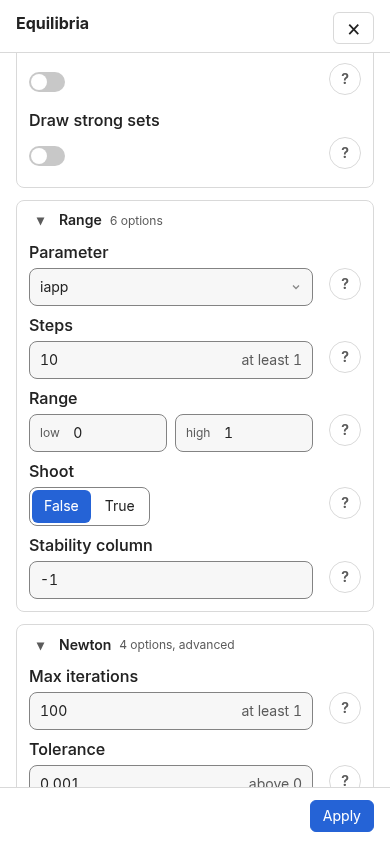 Equilibria
?
Draw strong sets
?
Range 6 options
Parameter
iapp
?
Steps
10 at least 1
?
Range
low 0 high 1
?
Shoot
False True
?
Stability column
-1
?
Newton 4 options, advanced
Max iterations
100 at least 1
?
Tolerance
0.001 above 0
?
Apply